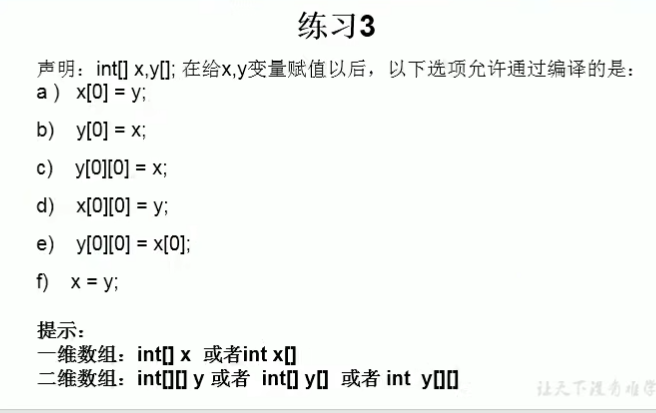 练习3
声明：int[] x,y[]; 在给x,y变量赋值以后，以下选项允许通过编译的是：
a ) x[0] = y;
b) y[0] = x;
c) y[0][0] = x;
d) x[0][0] = y;
e) y[0][0] = x[0];
f) x = y;
提示：
一维数组：int[] x 或者int x[]
二维数组：int[][] y 或者 int[] y[] 或者 int y[][]
让天下没有难学